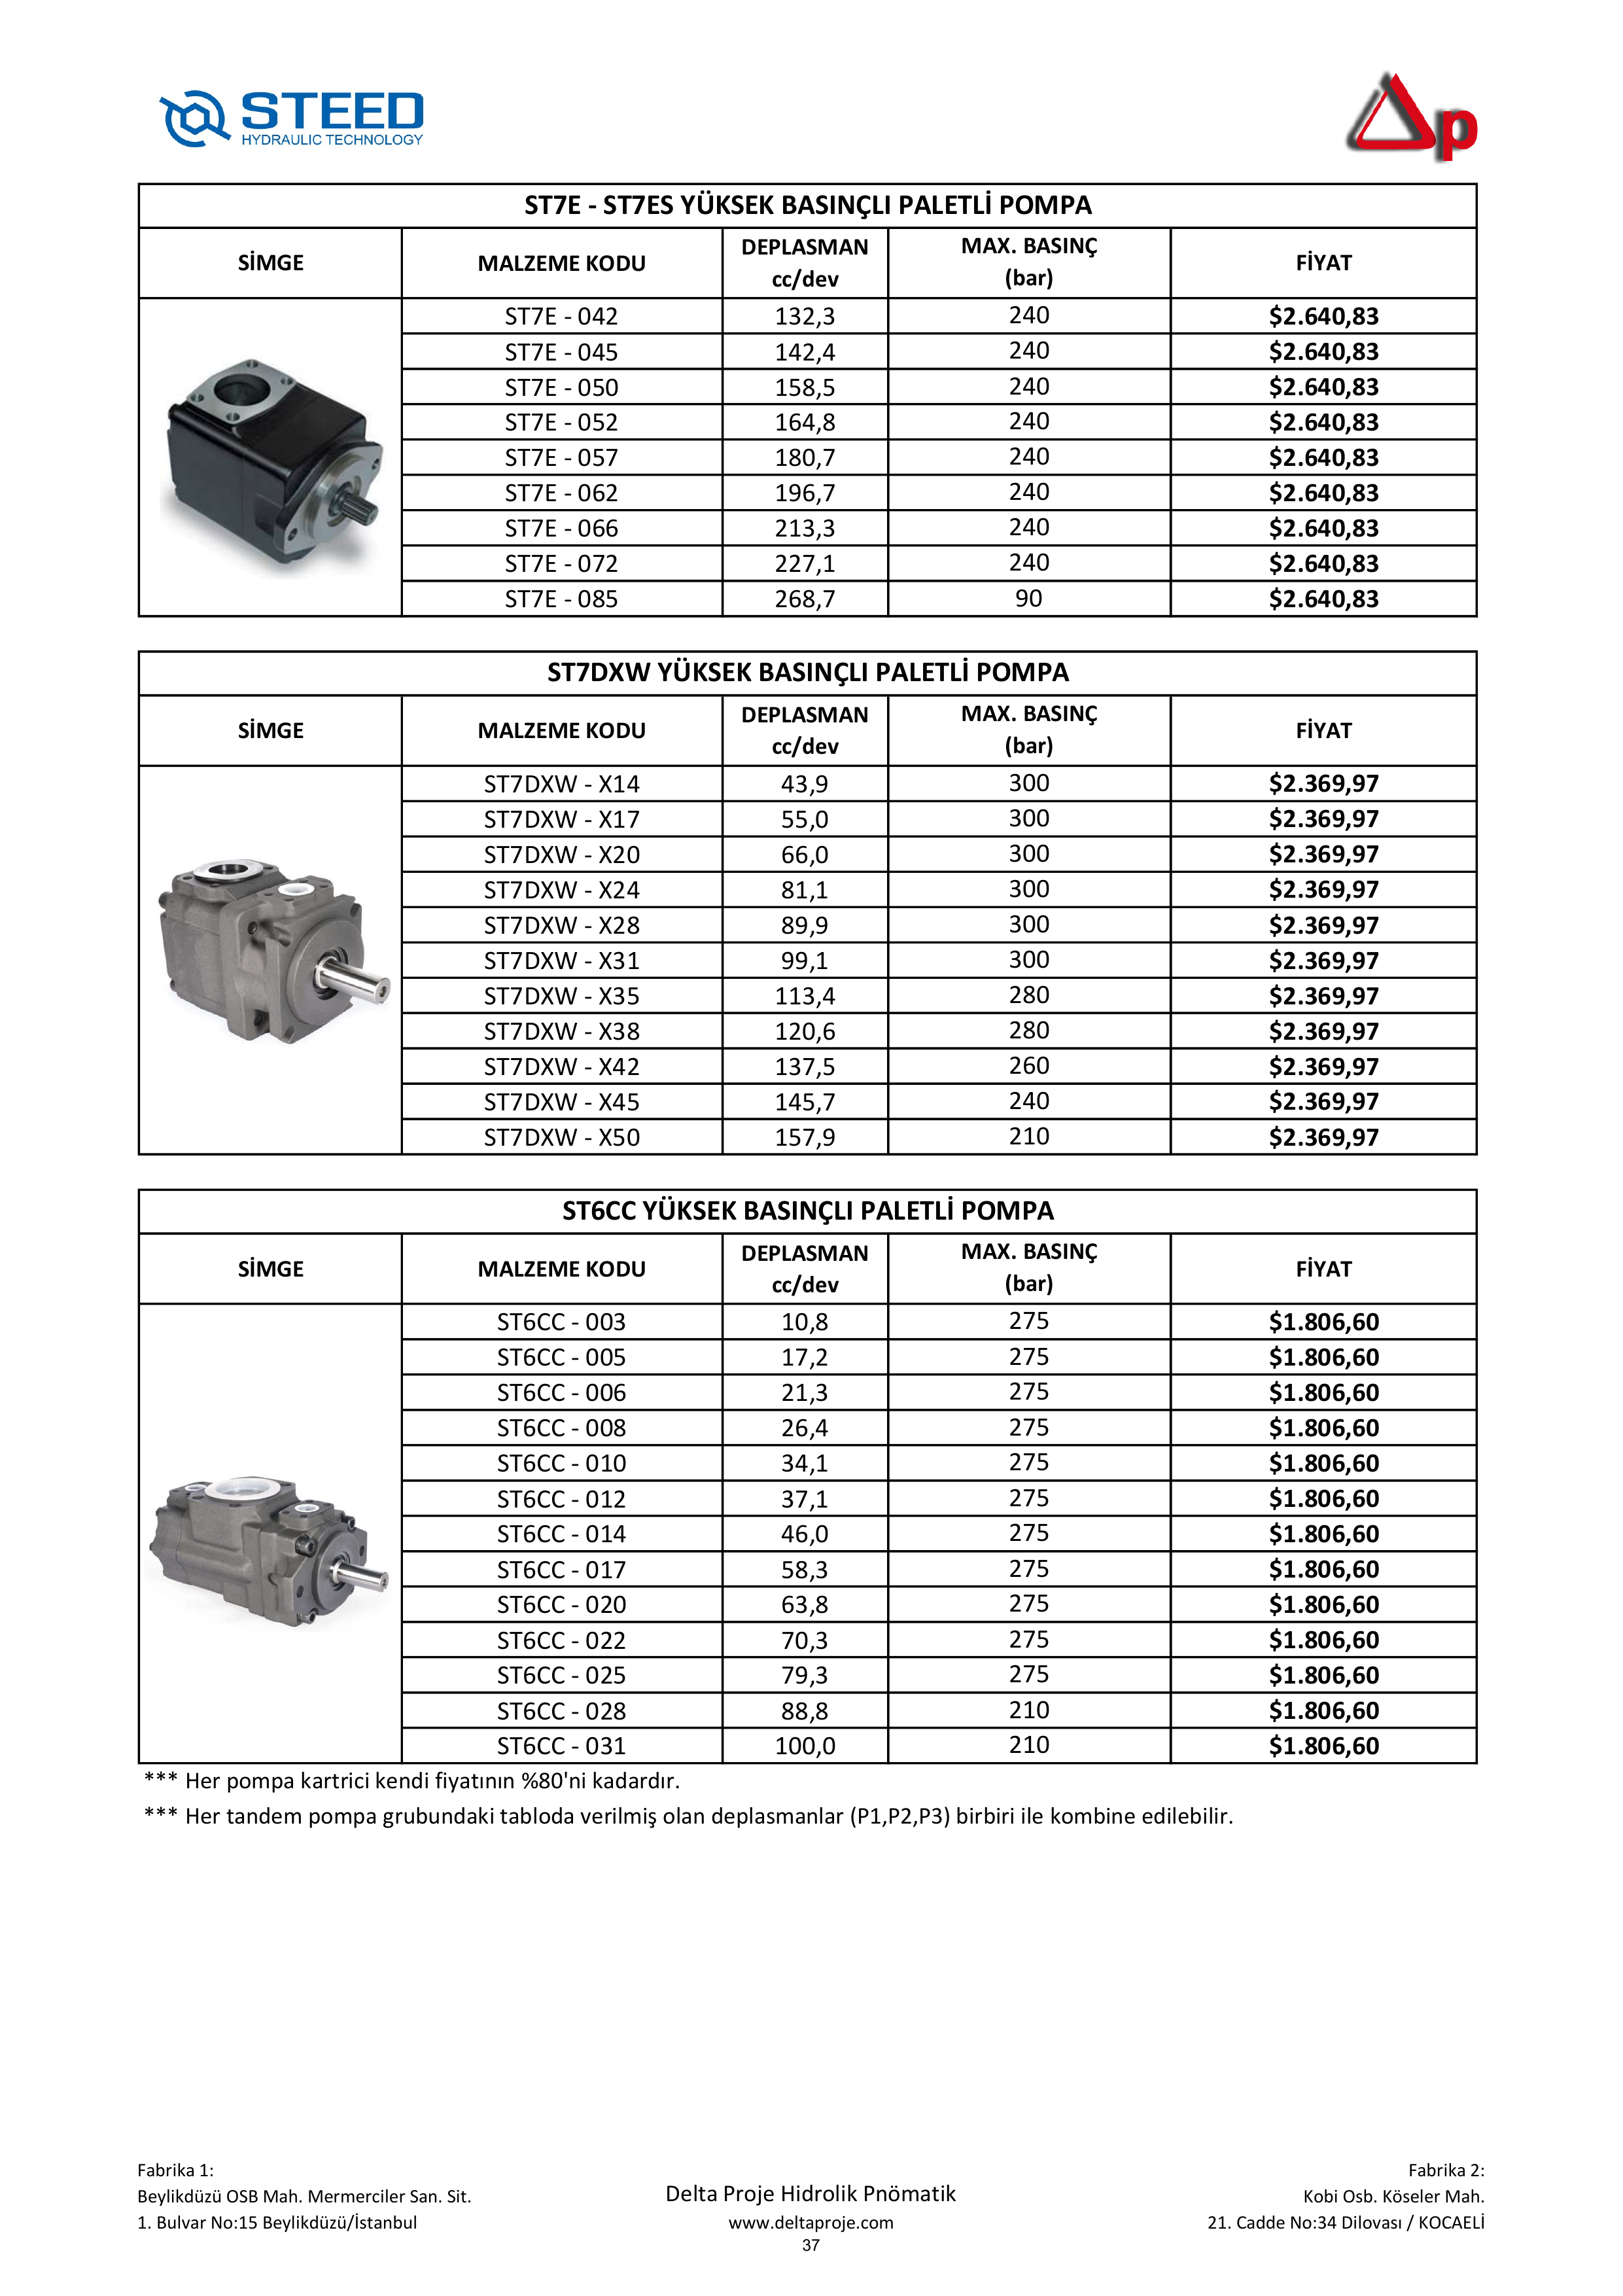 STEED
HYDRAULIC TECHNOLOGY
p
ST7E - ST7ES YÜKSEK BASINÇLI PALETLİ POMPA
SİMGE MALZEME KODU DEPLASMAN cc/dev MAX. BASINÇ (bar) FİYAT
ST7E - 042 132,3 240 $2.640,83
ST7E - 045 142,4 240 $2.640,83
ST7E - 050 158,5 240 $2.640,83
ST7E - 052 164,8 240 $2.640,83
ST7E - 057 180,7 240 $2.640,83
ST7E - 062 196,7 240 $2.640,83
ST7E - 066 213,3 240 $2.640,83
ST7E - 072 227,1 240 $2.640,83
ST7E - 085 268,7 90 $2.640,83
ST7DXW YÜKSEK BASINÇLI PALETLİ POMPA
SİMGE MALZEME KODU DEPLASMAN cc/dev MAX. BASINÇ (bar) FİYAT
ST7DXW - X14 43,9 300 $2.369,97
ST7DXW - X17 55,0 300 $2.369,97
ST7DXW - X20 66,0 300 $2.369,97
ST7DXW - X24 81,1 300 $2.369,97
ST7DXW - X28 89,9 300 $2.369,97
ST7DXW - X31 99,1 300 $2.369,97
ST7DXW - X35 113,4 280 $2.369,97
ST7DXW - X38 120,6 280 $2.369,97
ST7DXW - X42 137,5 260 $2.369,97
ST7DXW - X45 145,7 240 $2.369,97
ST7DXW - X50 157,9 210 $2.369,97
ST6CC YÜKSEK BASINÇLI PALETLİ POMPA
SİMGE MALZEME KODU DEPLASMAN cc/dev MAX. BASINÇ (bar) FİYAT
ST6CC - 003 10,8 275 $1.806,60
ST6CC - 005 17,2 275 $1.806,60
ST6CC - 006 21,3 275 $1.806,60
ST6CC - 008 26,4 275 $1.806,60
ST6CC - 010 34,1 275 $1.806,60
ST6CC - 012 37,1 275 $1.806,60
ST6CC - 014 46,0 275 $1.806,60
ST6CC - 017 58,3 275 $1.806,60
ST6CC - 020 63,8 275 $1.806,60
ST6CC - 022 70,3 275 $1.806,60
ST6CC - 025 79,3 275 $1.806,60
ST6CC - 028 88,8 210 $1.806,60
ST6CC - 031 100,0 210 $1.806,60
*** Her pompa kartrici kendi fiyatının %80'ni kadardır.
*** Her tandem pompa grubundaki tabloda verilmiş olan deplasmanlar (P1,P2,P3) birbiri ile kombine edilebilir.
Fabrika 1:
Beylikdüzü OSB Mah. Mermerciler San. Sit.
1. Bulvar No:15 Beylikdüzü/İstanbul
Delta Proje Hidrolik Pnömatik
www.deltaproje.com
37
Fabrika 2:
Kobi Osb. Köseler Mah.
21. Cadde No:34 Dilovası / KOCAELİ